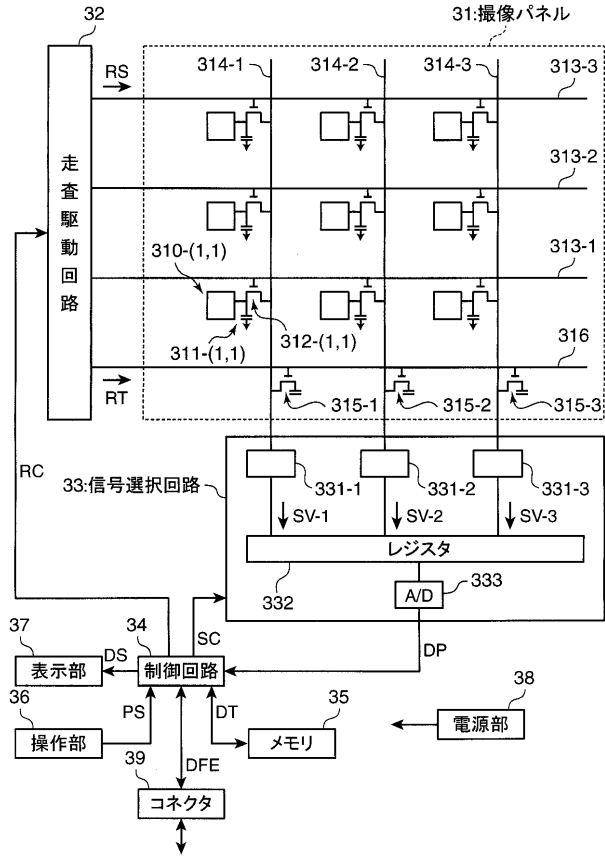 32
31:撮像パネル
RS
314-1
314-2
314-3
313-3
走査駆動回路
313-2
310-(1,1)
313-1
311-(1,1)
312-(1,1)
316
RT
315-1
315-2
315-3
RC
33:信号選択回路
331-1
331-2
331-3
SV-1
SV-2
SV-3
レジスタ
332
A/D
333
SC
DP
37
表示部
DS
34
制御回路
36
操作部
PS
DT
35
メモリ
38
電源部
39
DFE
コネクタ